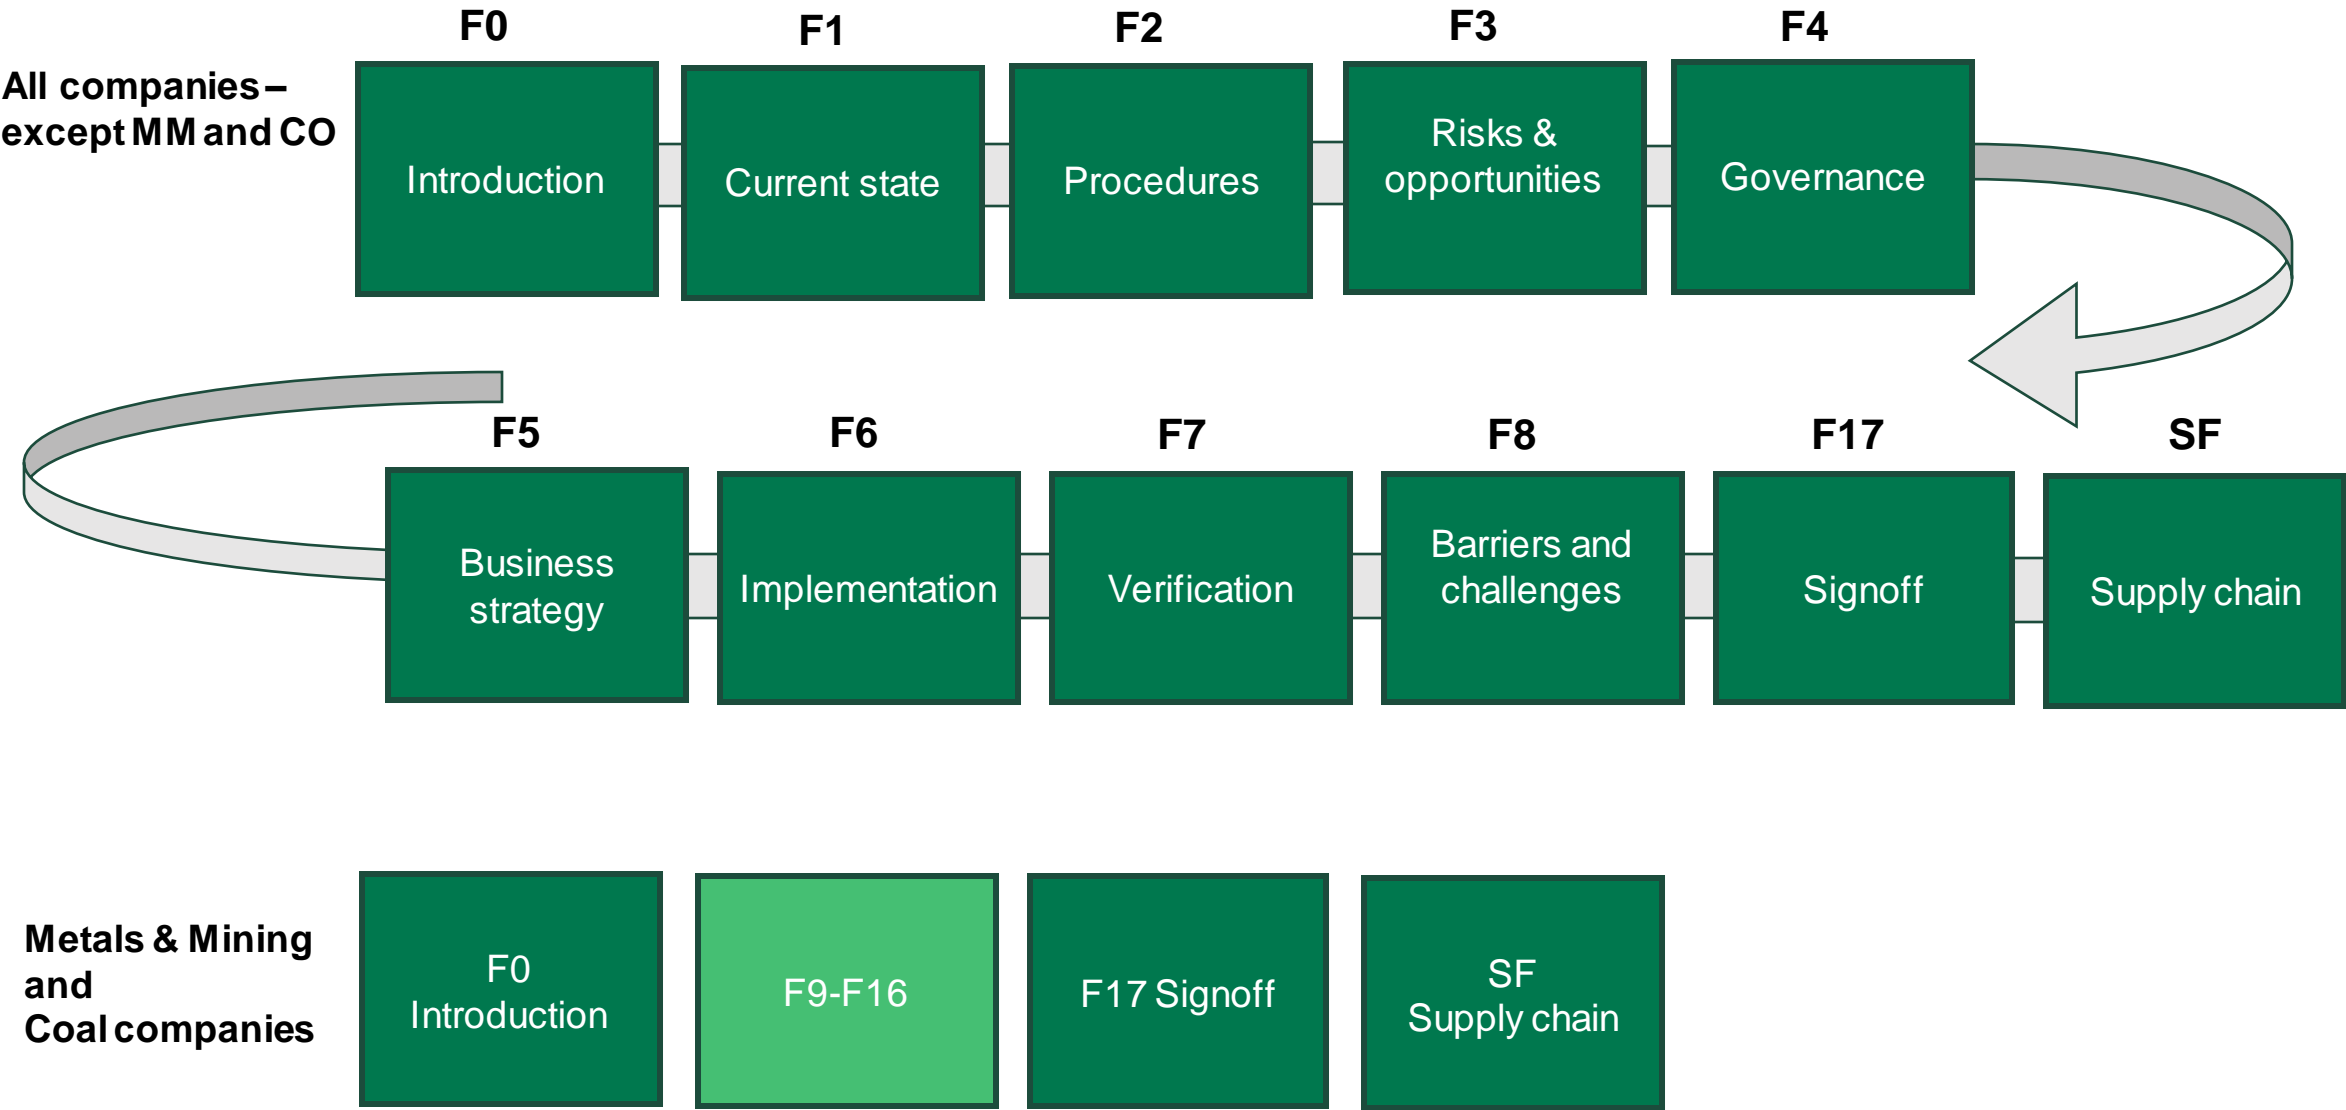 F0
F1
F2
F3
F4
All companies –
except MM and CO
Introduction
Current state
Procedures
Risks &
opportunities
Governance
F5
F6
F7
F8
F17
SF
Business
strategy
Implementation
Verification
Barriers and
challenges
Signoff
Supply chain
Metals & Mining
and
Coal companies
F0
Introduction
F9-F16
F17 Signoff
SF
Supply chain